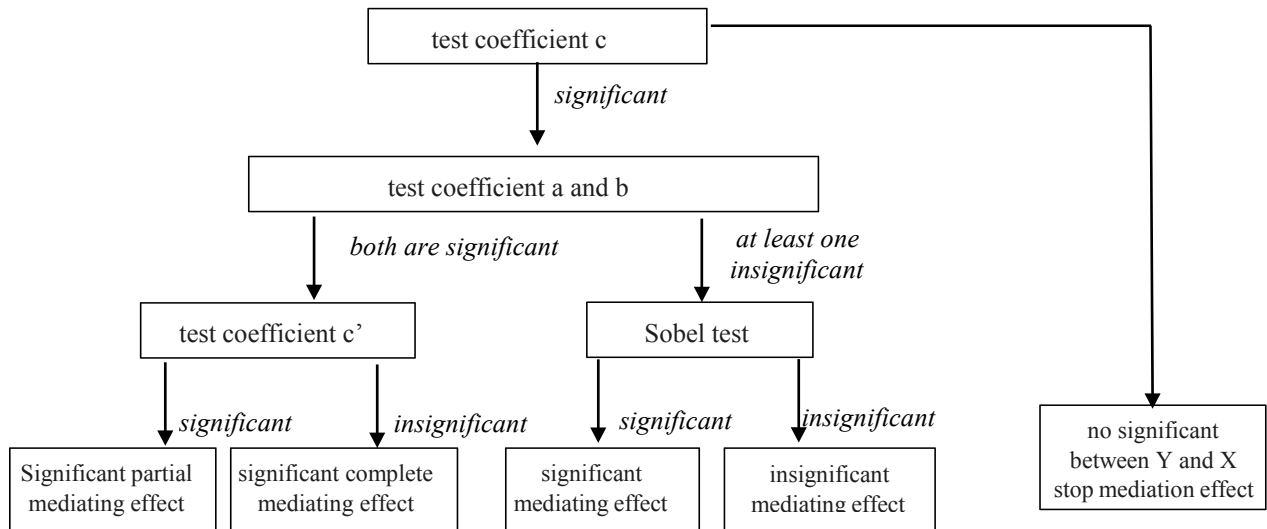 test coefficient c
significant
test coefficient a and b
both are significant
at least one
insignificant
test coefficient c’
Sobel test
significant
insignificant
significant
insignificant
Significant partial
mediating effect
significant complete
mediating effect
significant
mediating effect
insignificant
mediating effect
no significant
between Y and X
stop mediation effect